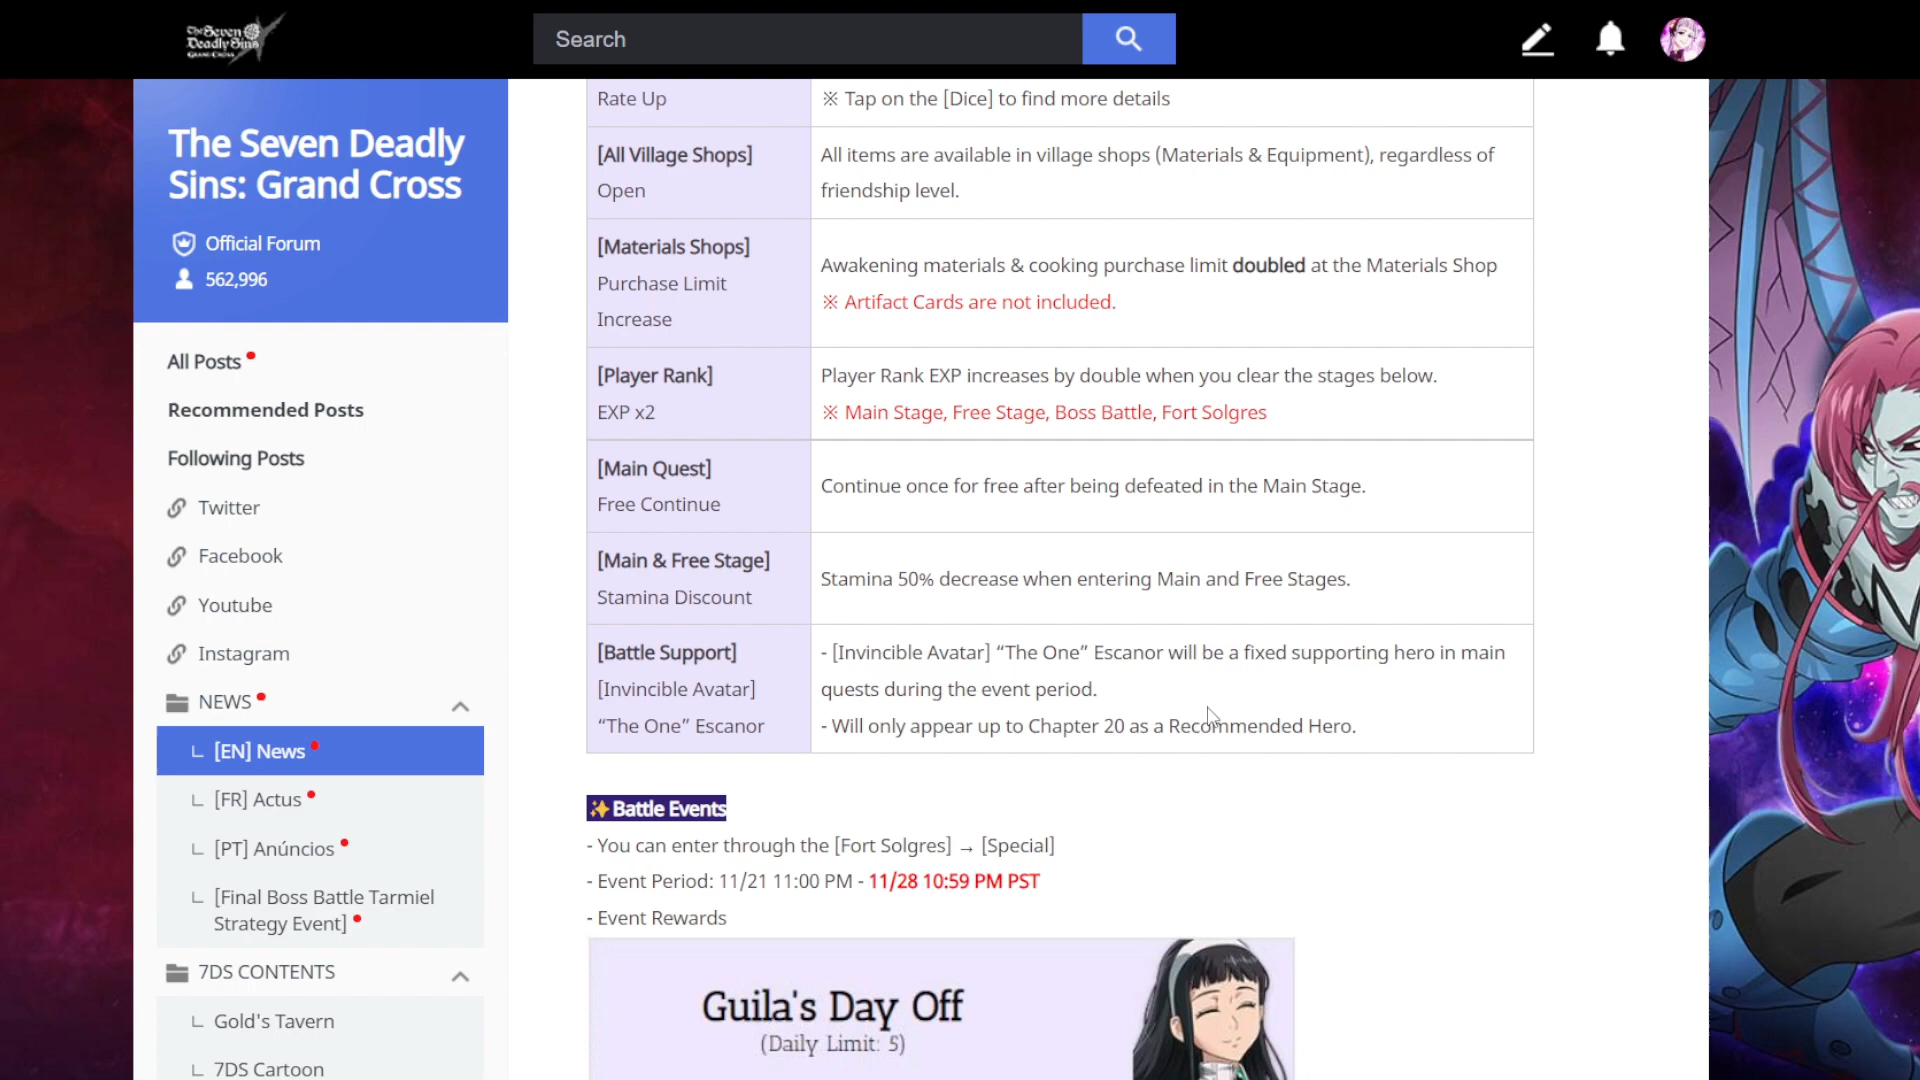 The Seven
Deadly Sins
GRAND CROSS
Search
The Seven Deadly
Sins: Grand Cross
Official Forum
562,996
All Posts
Recommended Posts
Following Posts
Twitter
Facebook
Youtube
Instagram
NEWS
[EN] News
[FR] Actus
[PT] Anúncios
[Final Boss Battle Tarmiel
Strategy Event]
7DS CONTENTS
Gold's Tavern
7DS Cartoon
Rate Up
※ Tap on the [Dice] to find more details
[All Village Shops]
Open
All items are available in village shops (Materials & Equipment), regardless of
friendship level.
[Materials Shops]
Purchase Limit
Increase
Awakening materials & cooking purchase limit doubled at the Materials Shop
※ Artifact Cards are not included.
[Player Rank]
EXP x2
Player Rank EXP increases by double when you clear the stages below.
※ Main Stage, Free Stage, Boss Battle, Fort Solgres
[Main Quest]
Free Continue
Continue once for free after being defeated in the Main Stage.
[Main & Free Stage]
Stamina Discount
Stamina 50% decrease when entering Main and Free Stages.
[Battle Support]
[Invincible Avatar]
“The One” Escanor
- [Invincible Avatar] “The One” Escanor will be a fixed supporting hero in main
quests during the event period.
- Will only appear up to Chapter 20 as a Recommended Hero.
✨Battle Events
- You can enter through the [Fort Solgres] → [Special]
- Event Period: 11/21 11:00 PM - 11/28 10:59 PM PST
- Event Rewards
Guila's Day Off
(Daily Limit: 5)